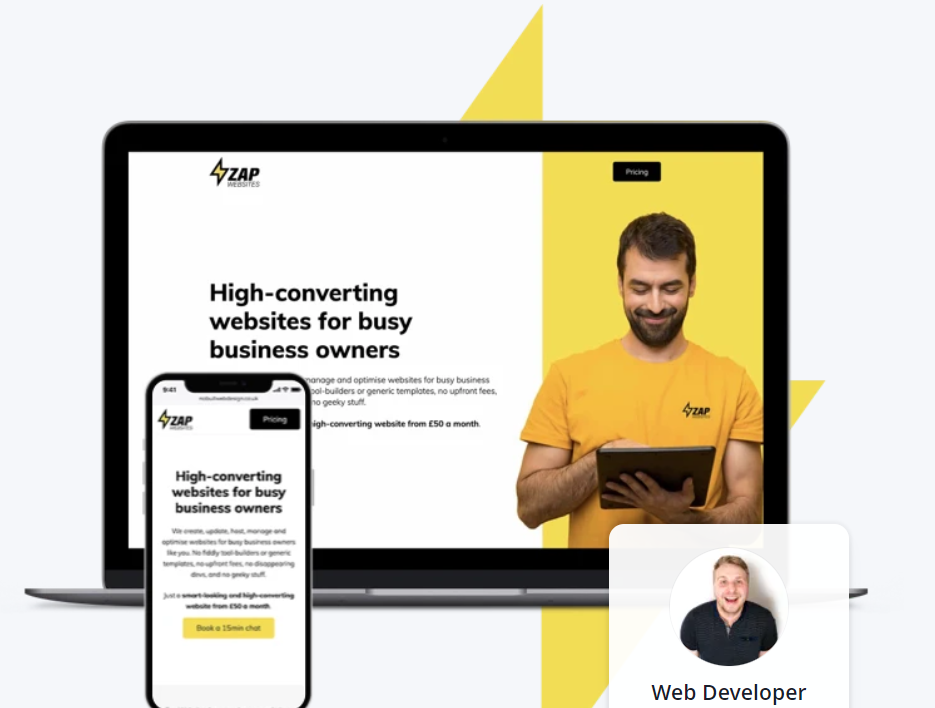 ZAP
WEBSITES
Pricing
High-converting
websites for busy
business owners
manage and optimise websites for busy business
tool-builders or generic templates, no upfront fees,
no geeky stuff.
high-converting website from £50 a month.
ZAP
9:41
ZAP
WEBSITES
Pricing
High-converting
websites for busy
business owners
We create, update, host, manage and
optimise websites for busy business owners
like you. No fiddly tool-builders or generic
templates, no upfront fees, no disappearing
devs, and no geeky stuff.
Just a smart-looking and high-converting
website from £50 a month.
Book a 15min chat
Web Developer